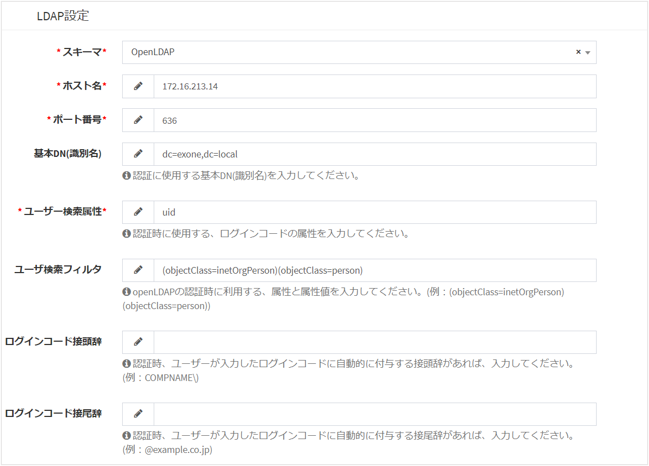 LDAP設定
* スキーマ* OpenLDAP ×
* ホスト名* 172.16.213.14
* ポート番号* 636
基本DN(識別名) dc=exone,dc=local
認証に使用する基本DN(識別名)を入力してください。
* ユーザー検索属性* uid
認証時に使用する、ログインコードの属性を入力してください。
ユーザ検索フィルタ (objectClass=inetOrgPerson)(objectClass=person)
openLDAPの認証時に利用する、属性と属性値を入力してください。(例：(objectClass=inetOrgPerson)
(objectClass=person))
ログインコード接頭辞
認証時、ユーザーが入力したログインコードに自動的に付与する接頭辞があれば、入力してください。
(例：COMPNAME\)
ログインコード接尾辞
認証時、ユーザーが入力したログインコードに自動的に付与する接尾辞があれば、入力してください。
(例：@example.co.jp)